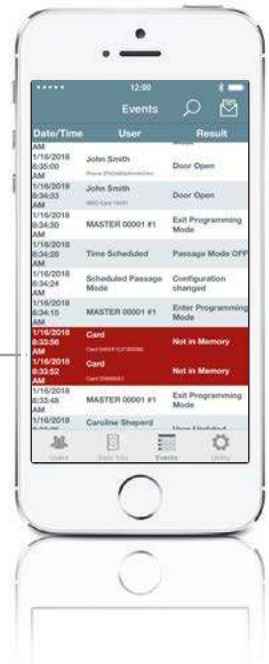 12:00
Events
Date/Time User Result
AM
1/16/2018
8:35:00
AM
John Smith
Door Open
1/16/2018
8:34:33
AM
John Smith
Door Open
1/16/2018
8:34:30
AM
MASTER 00001 #1
Exit Programming
Mode
1/16/2018
8:34:28
AM
Time Scheduled
Passage Mode OFF
1/16/2018
8:34:24
AM
Scheduled Passage
Mode
Configuration
changed
1/16/2018
8:34:15
AM
MASTER 00001 #1
Enter Programming
Mode
1/16/2018
8:33:56
AM
Card
Not in Memory
1/16/2018
8:33:52
AM
Card
Not in Memory
1/16/2018
8:33:48
AM
MASTER 00001 #1
Exit Programming
Mode
1/16/2018
Caroline Sheperd
User Updated
Users
Door Info
Events
Utility